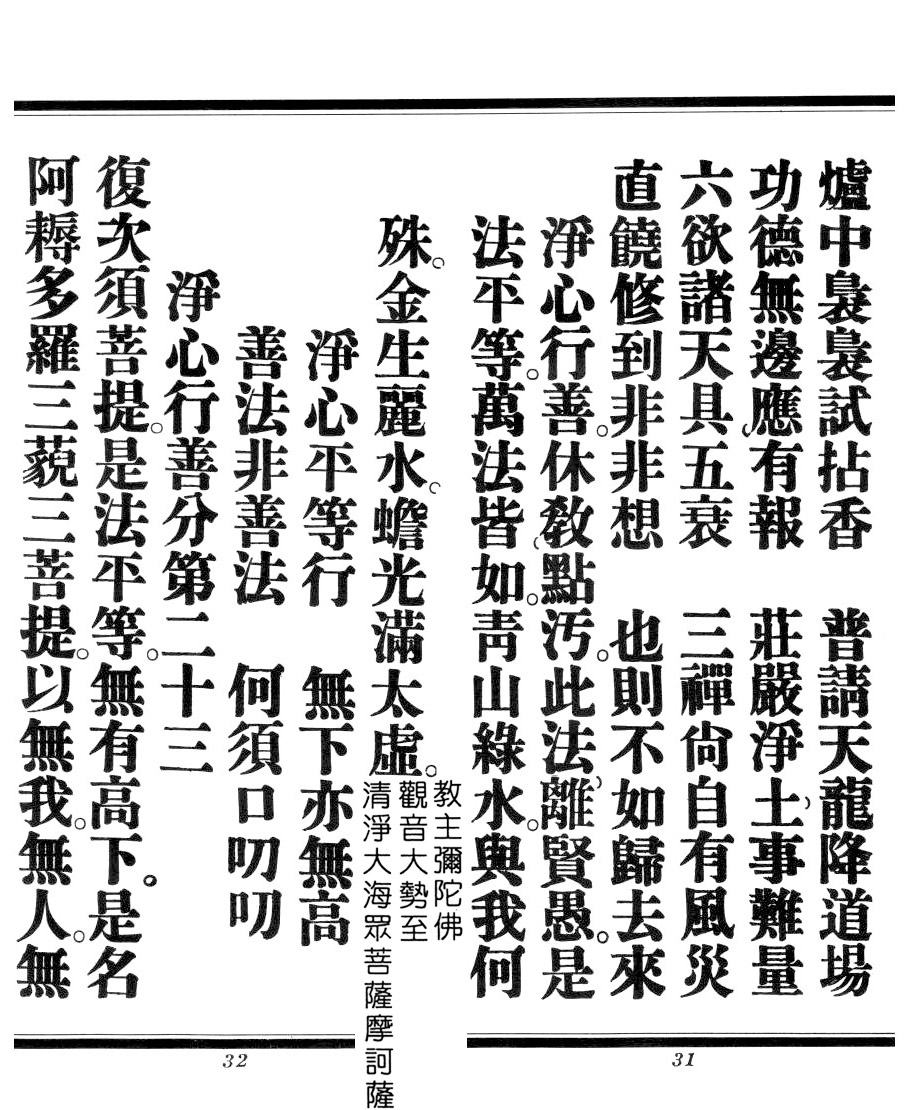 爐中裊裊試拈香　普請天龍降道場
功德無邊應有報　莊嚴淨土事難量
六欲諸天具五衰　三禪尙自有風災
直饒修到非非想　也則不如歸去來
淨心行善。休敎點污。此法離賢愚。是
法平等。萬法皆如。靑山綠水。與我何
殊。金生麗水。蟾光滿太虛。
教主彌陀佛
觀音大勢至
清淨大海眾菩薩摩訶薩
淨心平等行　無下亦無高
善法非善法　何須口叨叨
淨心行善分第二十三
復次須菩提。是法平等。無有高下。是名
阿耨多羅三藐三菩提。以無我。無人。無
31
32